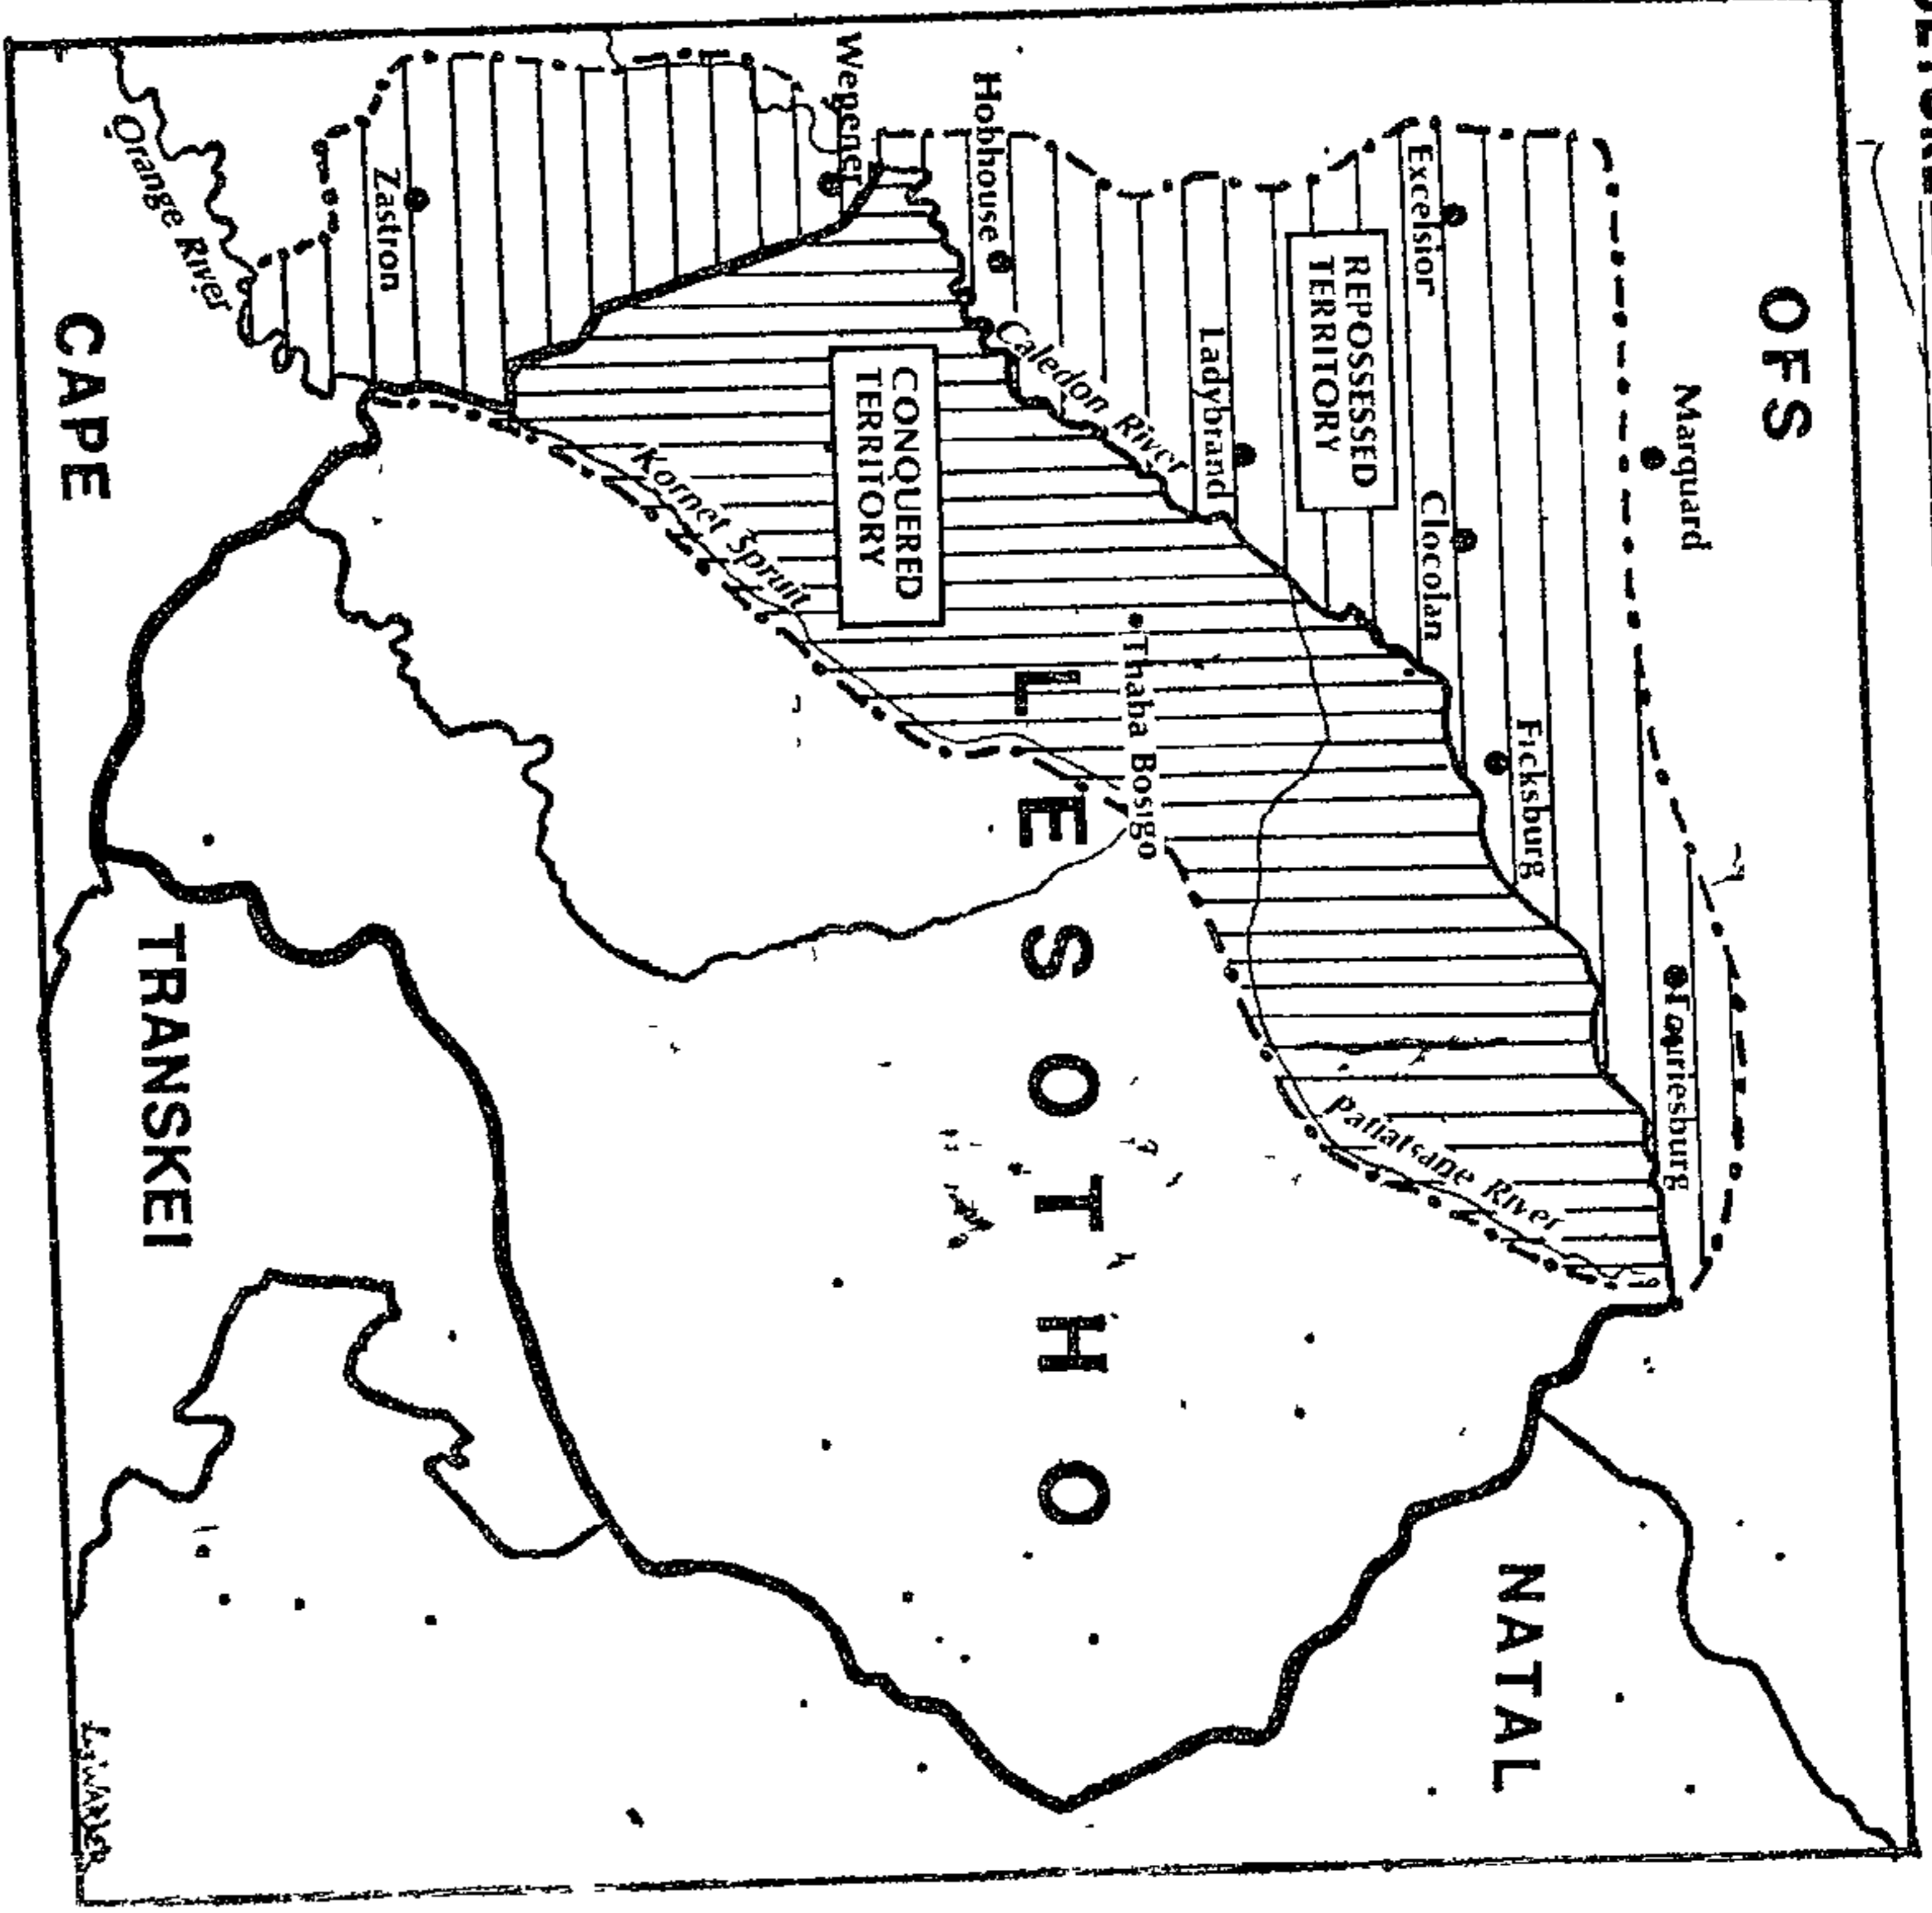 OFS
Marquard
Fouriesburg
Ficksburg
Excelsior
Clocolan
REPOSSESSED
TERRITORY
Ladybrand
Caledon River
Hobhouse
Thaba Bosigo
Wepener
CONQUERED
TERRITORY
LESOTHO
NATAL
Patiatsane River
Kornet Spruit
Zastron
Orange River
TRANSKEI
CAPE